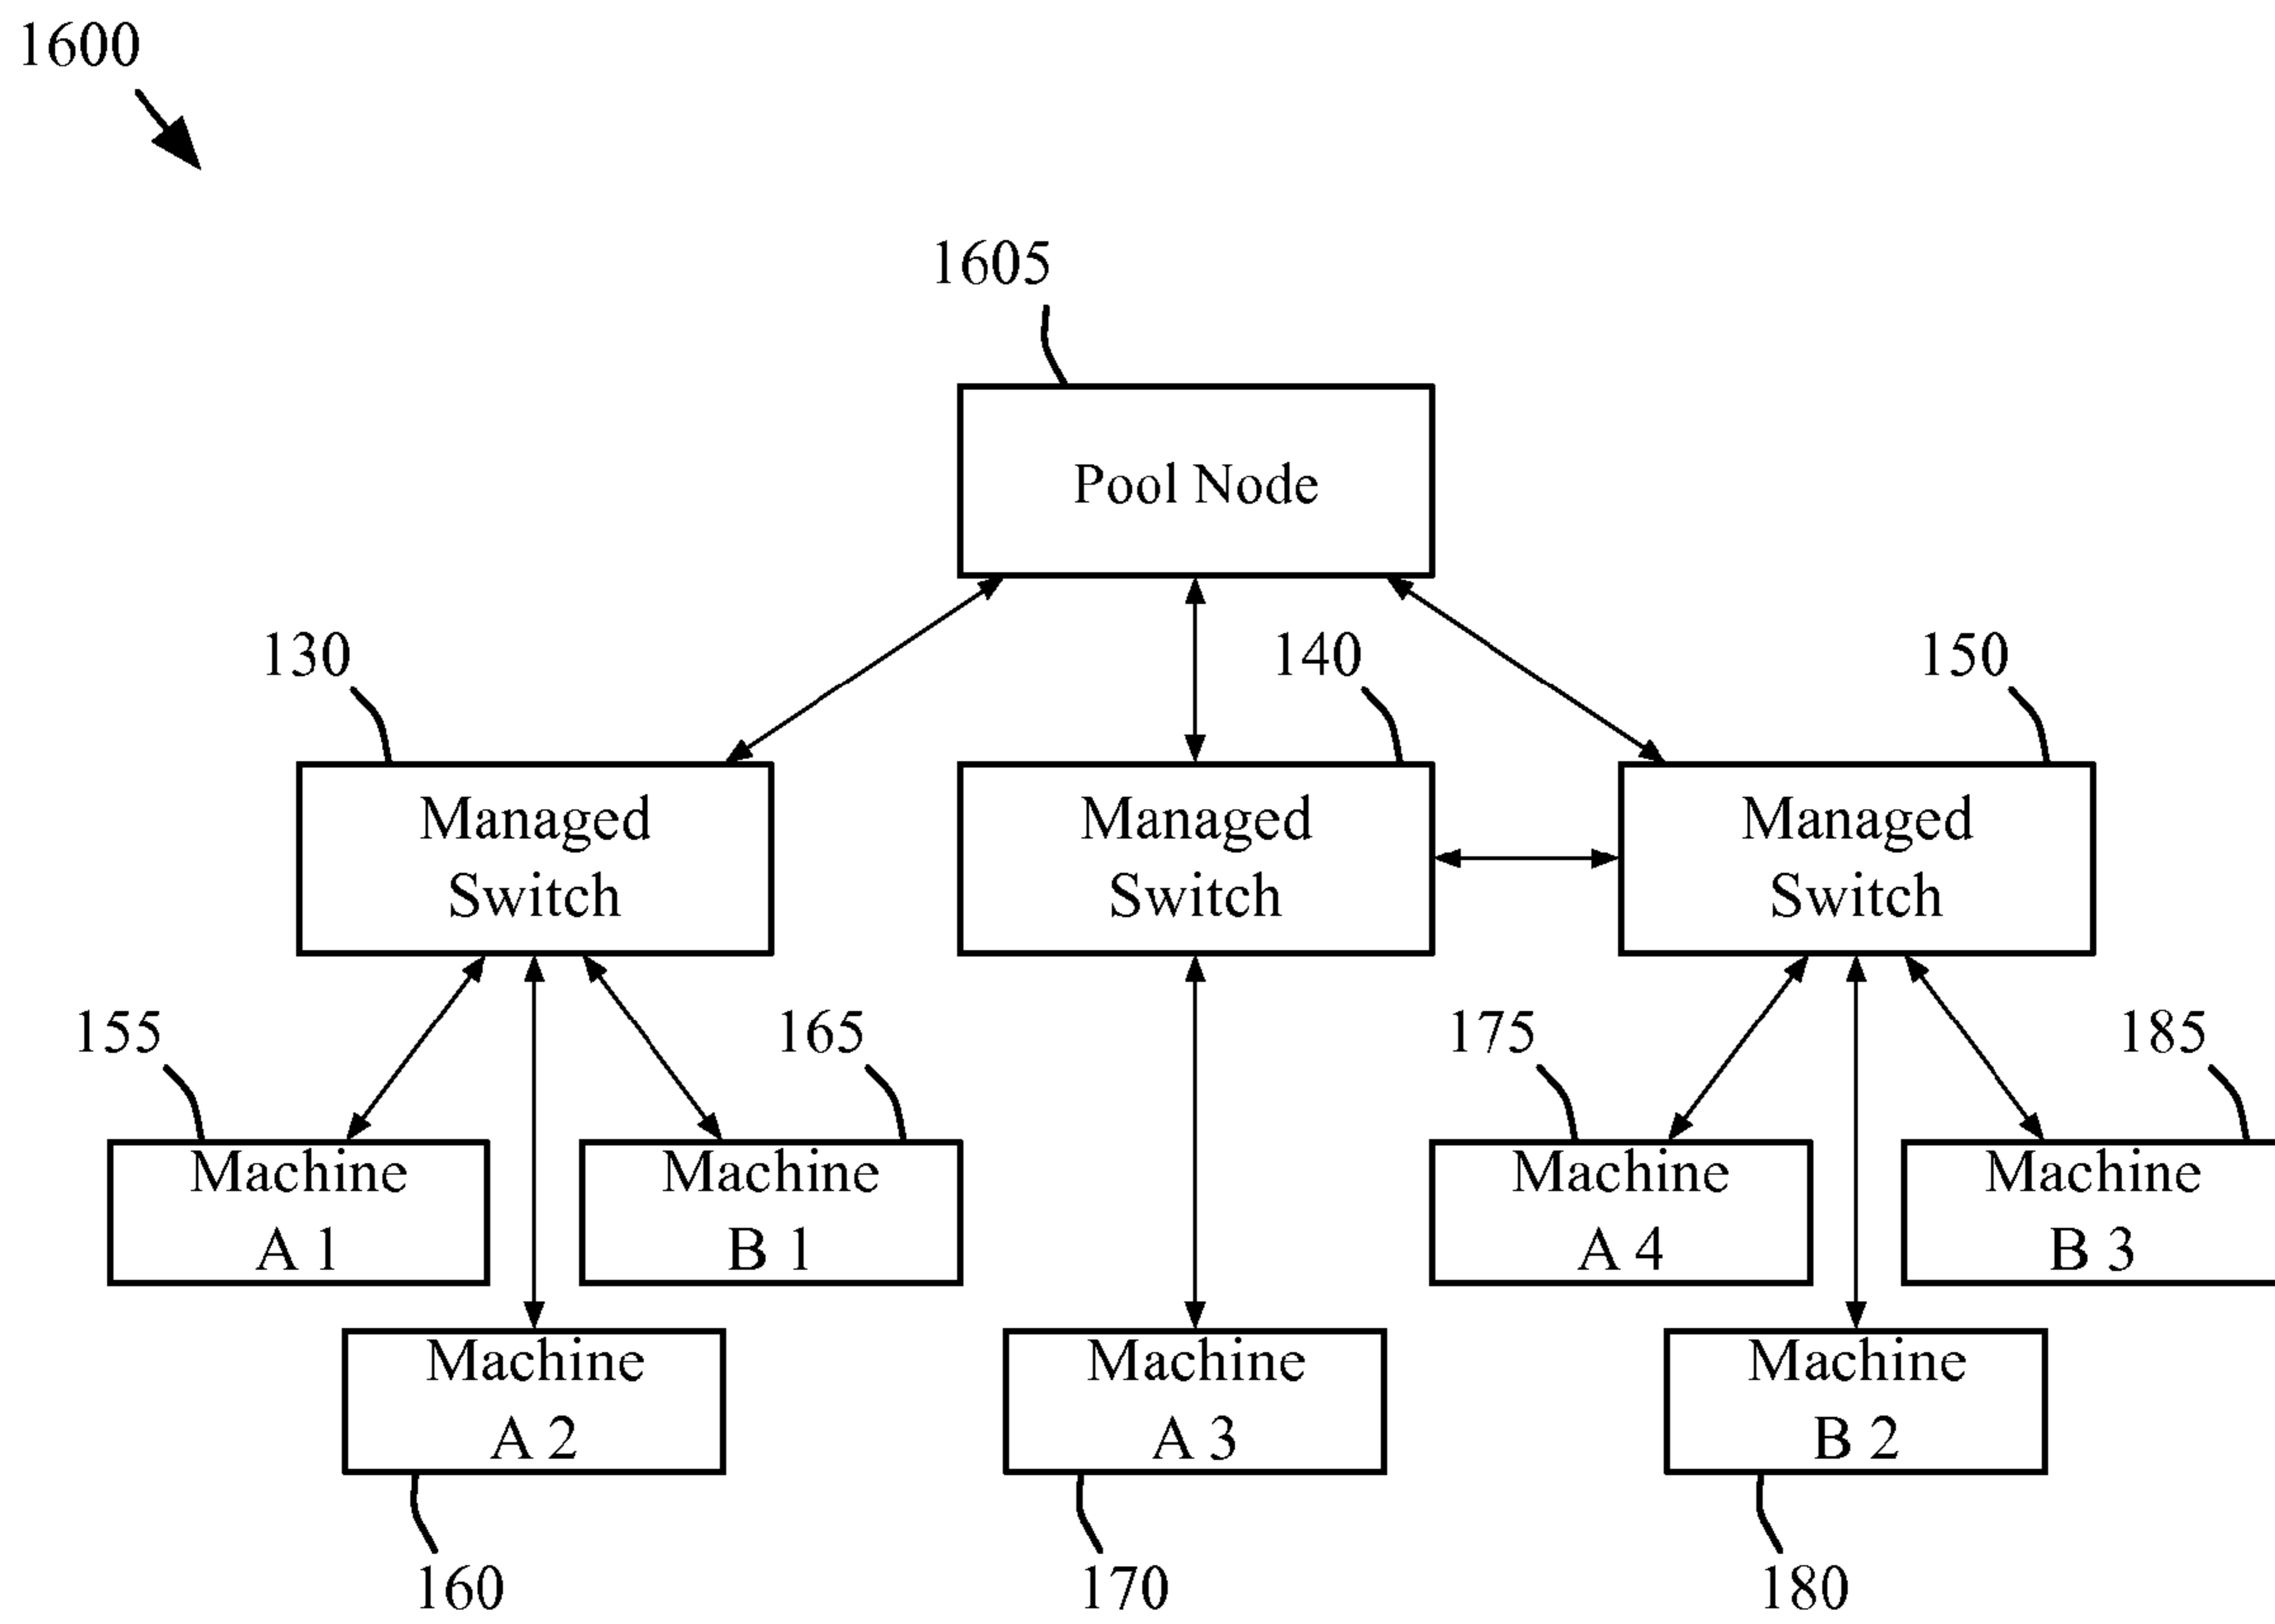 1600
1605
Pool Node
130
140
150
Managed
Switch
Managed
Switch
Managed
Switch
155
165
175
185
Machine
A 1
Machine
B 1
Machine
A 4
Machine
B 3
Machine
A 2
Machine
A 3
Machine
B 2
160
170
180